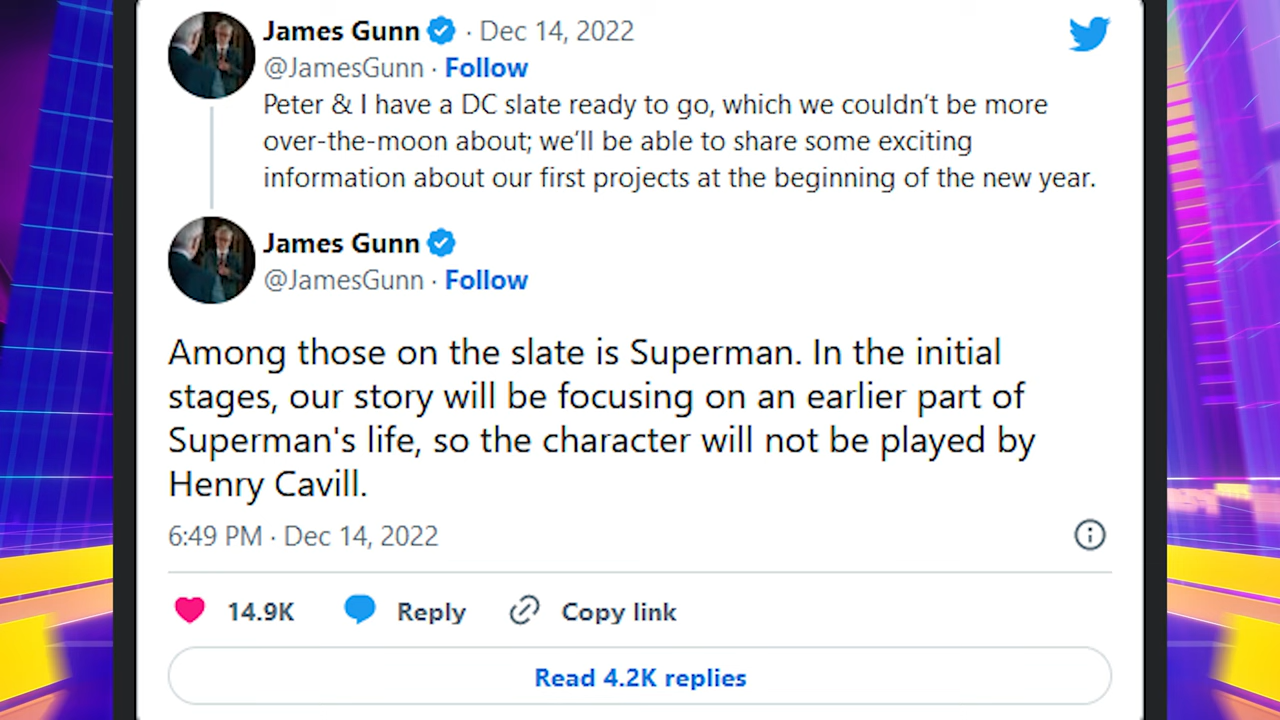 James Gunn · Dec 14, 2022
@JamesGunn · Follow
Peter & I have a DC slate ready to go, which we couldn’t be more
over-the-moon about; we’ll be able to share some exciting
information about our first projects at the beginning of the new year.
James Gunn
@JamesGunn · Follow
Among those on the slate is Superman. In the initial
stages, our story will be focusing on an earlier part of
Superman's life, so the character will not be played by
Henry Cavill.
6:49 PM · Dec 14, 2022
14.9K Reply Copy link
Read 4.2K replies